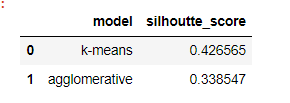 :
model silhoutte_score
0 k-means 0.426565
1 agglomerative 0.338547